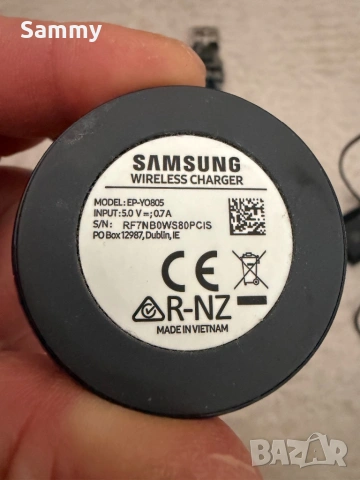 Sammy
SAMSUNG
WIRELESS CHARGER
MODEL: EP-YO805
INPUT: 5.0 V ⎓; 0.7A
S/N: RF7NB0WS80PCIS
PO Box 12987, Dublin, IE
CE
R-NZ
MADE IN VIETNAM
BAZAR
bg